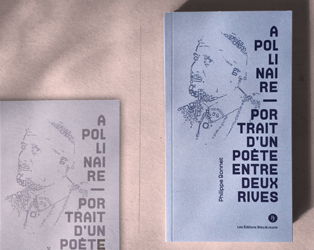 A
POL
LI
NAI
RE
—
POR
TRAIT
D'UN
POÈTE
ENTRE
DEUX
RIVES
Philippe Bonnet
A
POL
LI
NAI
RE
—
POR
TRAIT
D'UN
POÈTE